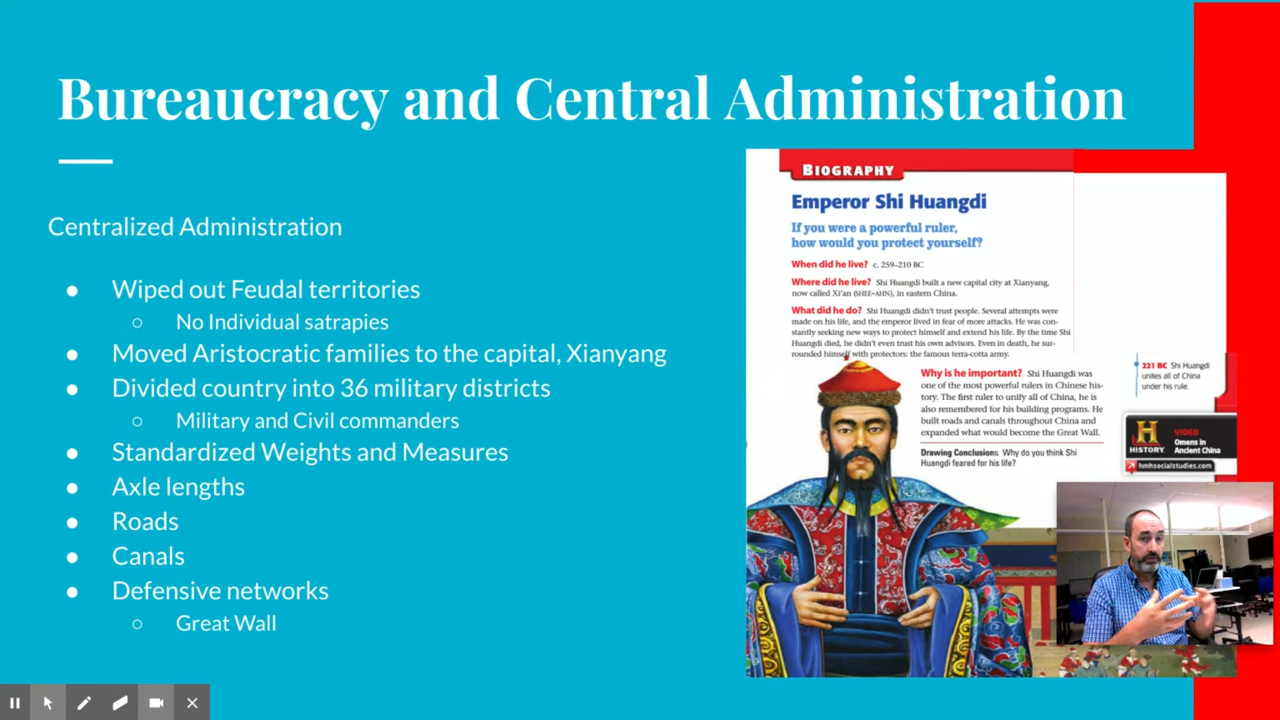 Bureaucracy and Central Administration
Centralized Administration
● Wiped out Feudal territories
○ No Individual satrapies
● Moved Aristocratic families to the capital, Xianyang
● Divided country into 36 military districts
○ Military and Civil commanders
● Standardized Weights and Measures
● Axle lengths
● Roads
● Canals
● Defensive networks
○ Great Wall
BIOGRAPHY
Emperor Shi Huangdi
If you were a powerful ruler,
how would you protect yourself?
When did he live? c. 259–210 BC
Where did he live? Shi Huangdi built a new capital city at Xianyang,
now called Xi'an (SHEE-AHN), in eastern China.
What did he do? Shi Huangdi didn't trust people. Several attempts were
made on his life, and the emperor lived in fear of more attacks. He was con-
stantly seeking new ways to protect himself and extend his life. By the time Shi
Huangdi died, he didn't even trust his own advisors. Even in death, he sur-
rounded himself with protectors: the famous terra-cotta army.
Why is he important? Shi Huangdi was
one of the most powerful rulers in Chinese his-
tory. The first ruler to unify all of China, he is
also remembered for his building programs. He
built roads and canals throughout China and
expanded what would become the Great Wall.
Drawing Conclusions Why do you think Shi
Huangdi feared for his life?
221 BC Shi Huangdi
unites all of China
under his rule.
H
HISTORY
VIDEO
Omens in
Ancient China
hmhsocialstudies.com